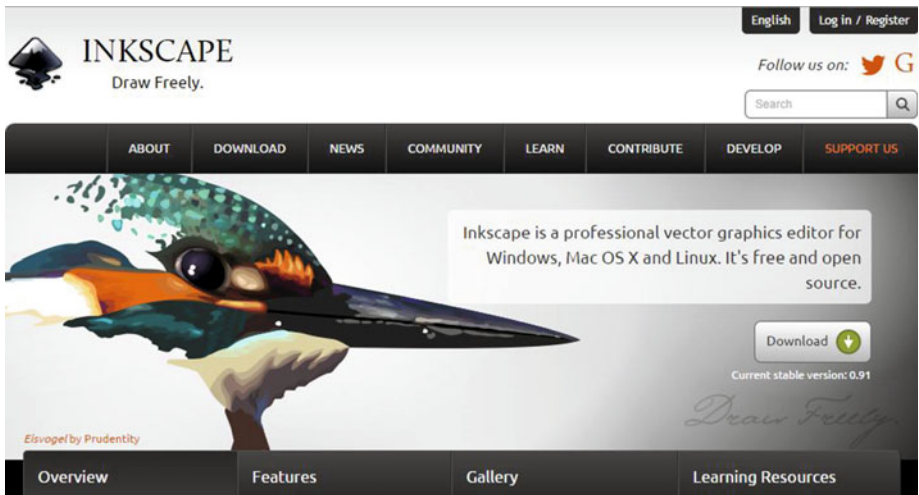 English
Log in / Register
INKSCAPE
Draw Freely.
Follow us on:
Search
ABOUT DOWNLOAD NEWS COMMUNITY LEARN CONTRIBUTE DEVELOP SUPPORT US
Inkscape is a professional vector graphics editor for
Windows, Mac OS X and Linux. It's free and open
source.
Download
Current stable version: 0.91
Draw Freely.
Eisvogel by Prudentity
Overview Features Gallery Learning Resources